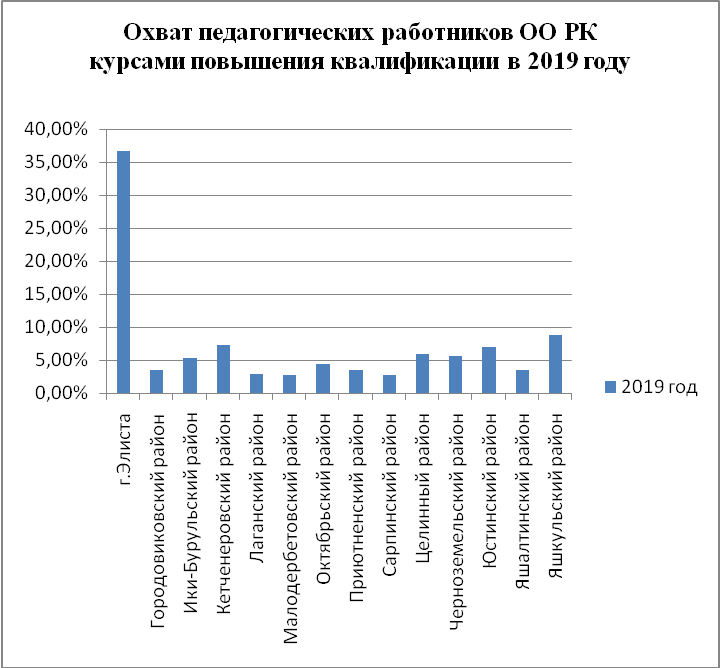 Охват педагогических работников ОО РК
курсами повышения квалификации в 2019 году
40,00%
35,00%
30,00%
25,00%
20,00%
15,00%
10,00%
5,00%
0,00%
г.Элиста
Городовиковский район
Ики-Бурульский район
Кетченеровский район
Лаганский район
Малодербетовский район
Октябрьский район
Приютненский район
Сарпинский район
Целинный район
Черноземельский район
Юстинский район
Яшалтинский район
Яшкульский район
2019 год